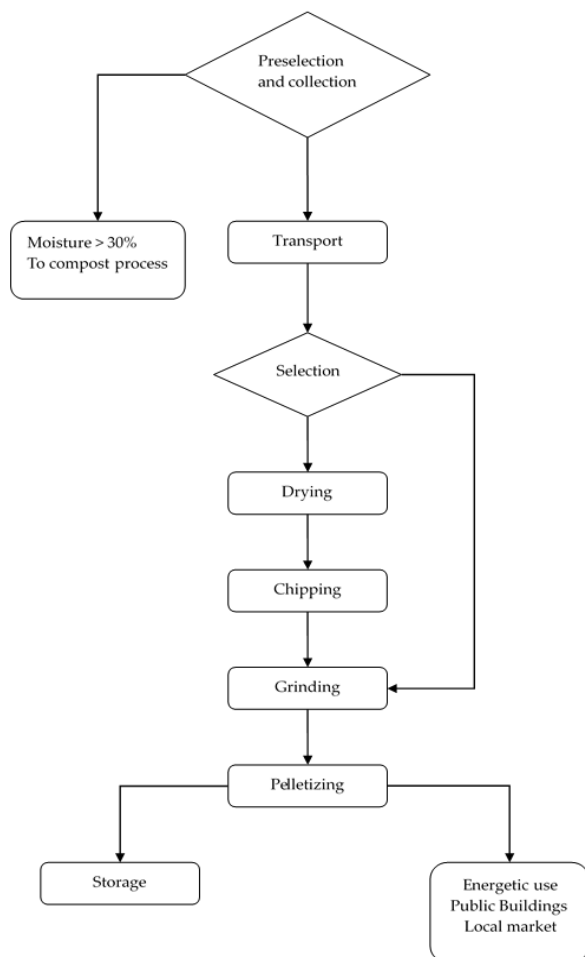 Preselection
and collection
Moisture > 30%
To compost process
Transport
Selection
Drying
Chipping
Grinding
Pelletizing
Storage
Energetic use
Public Buildings
Local market